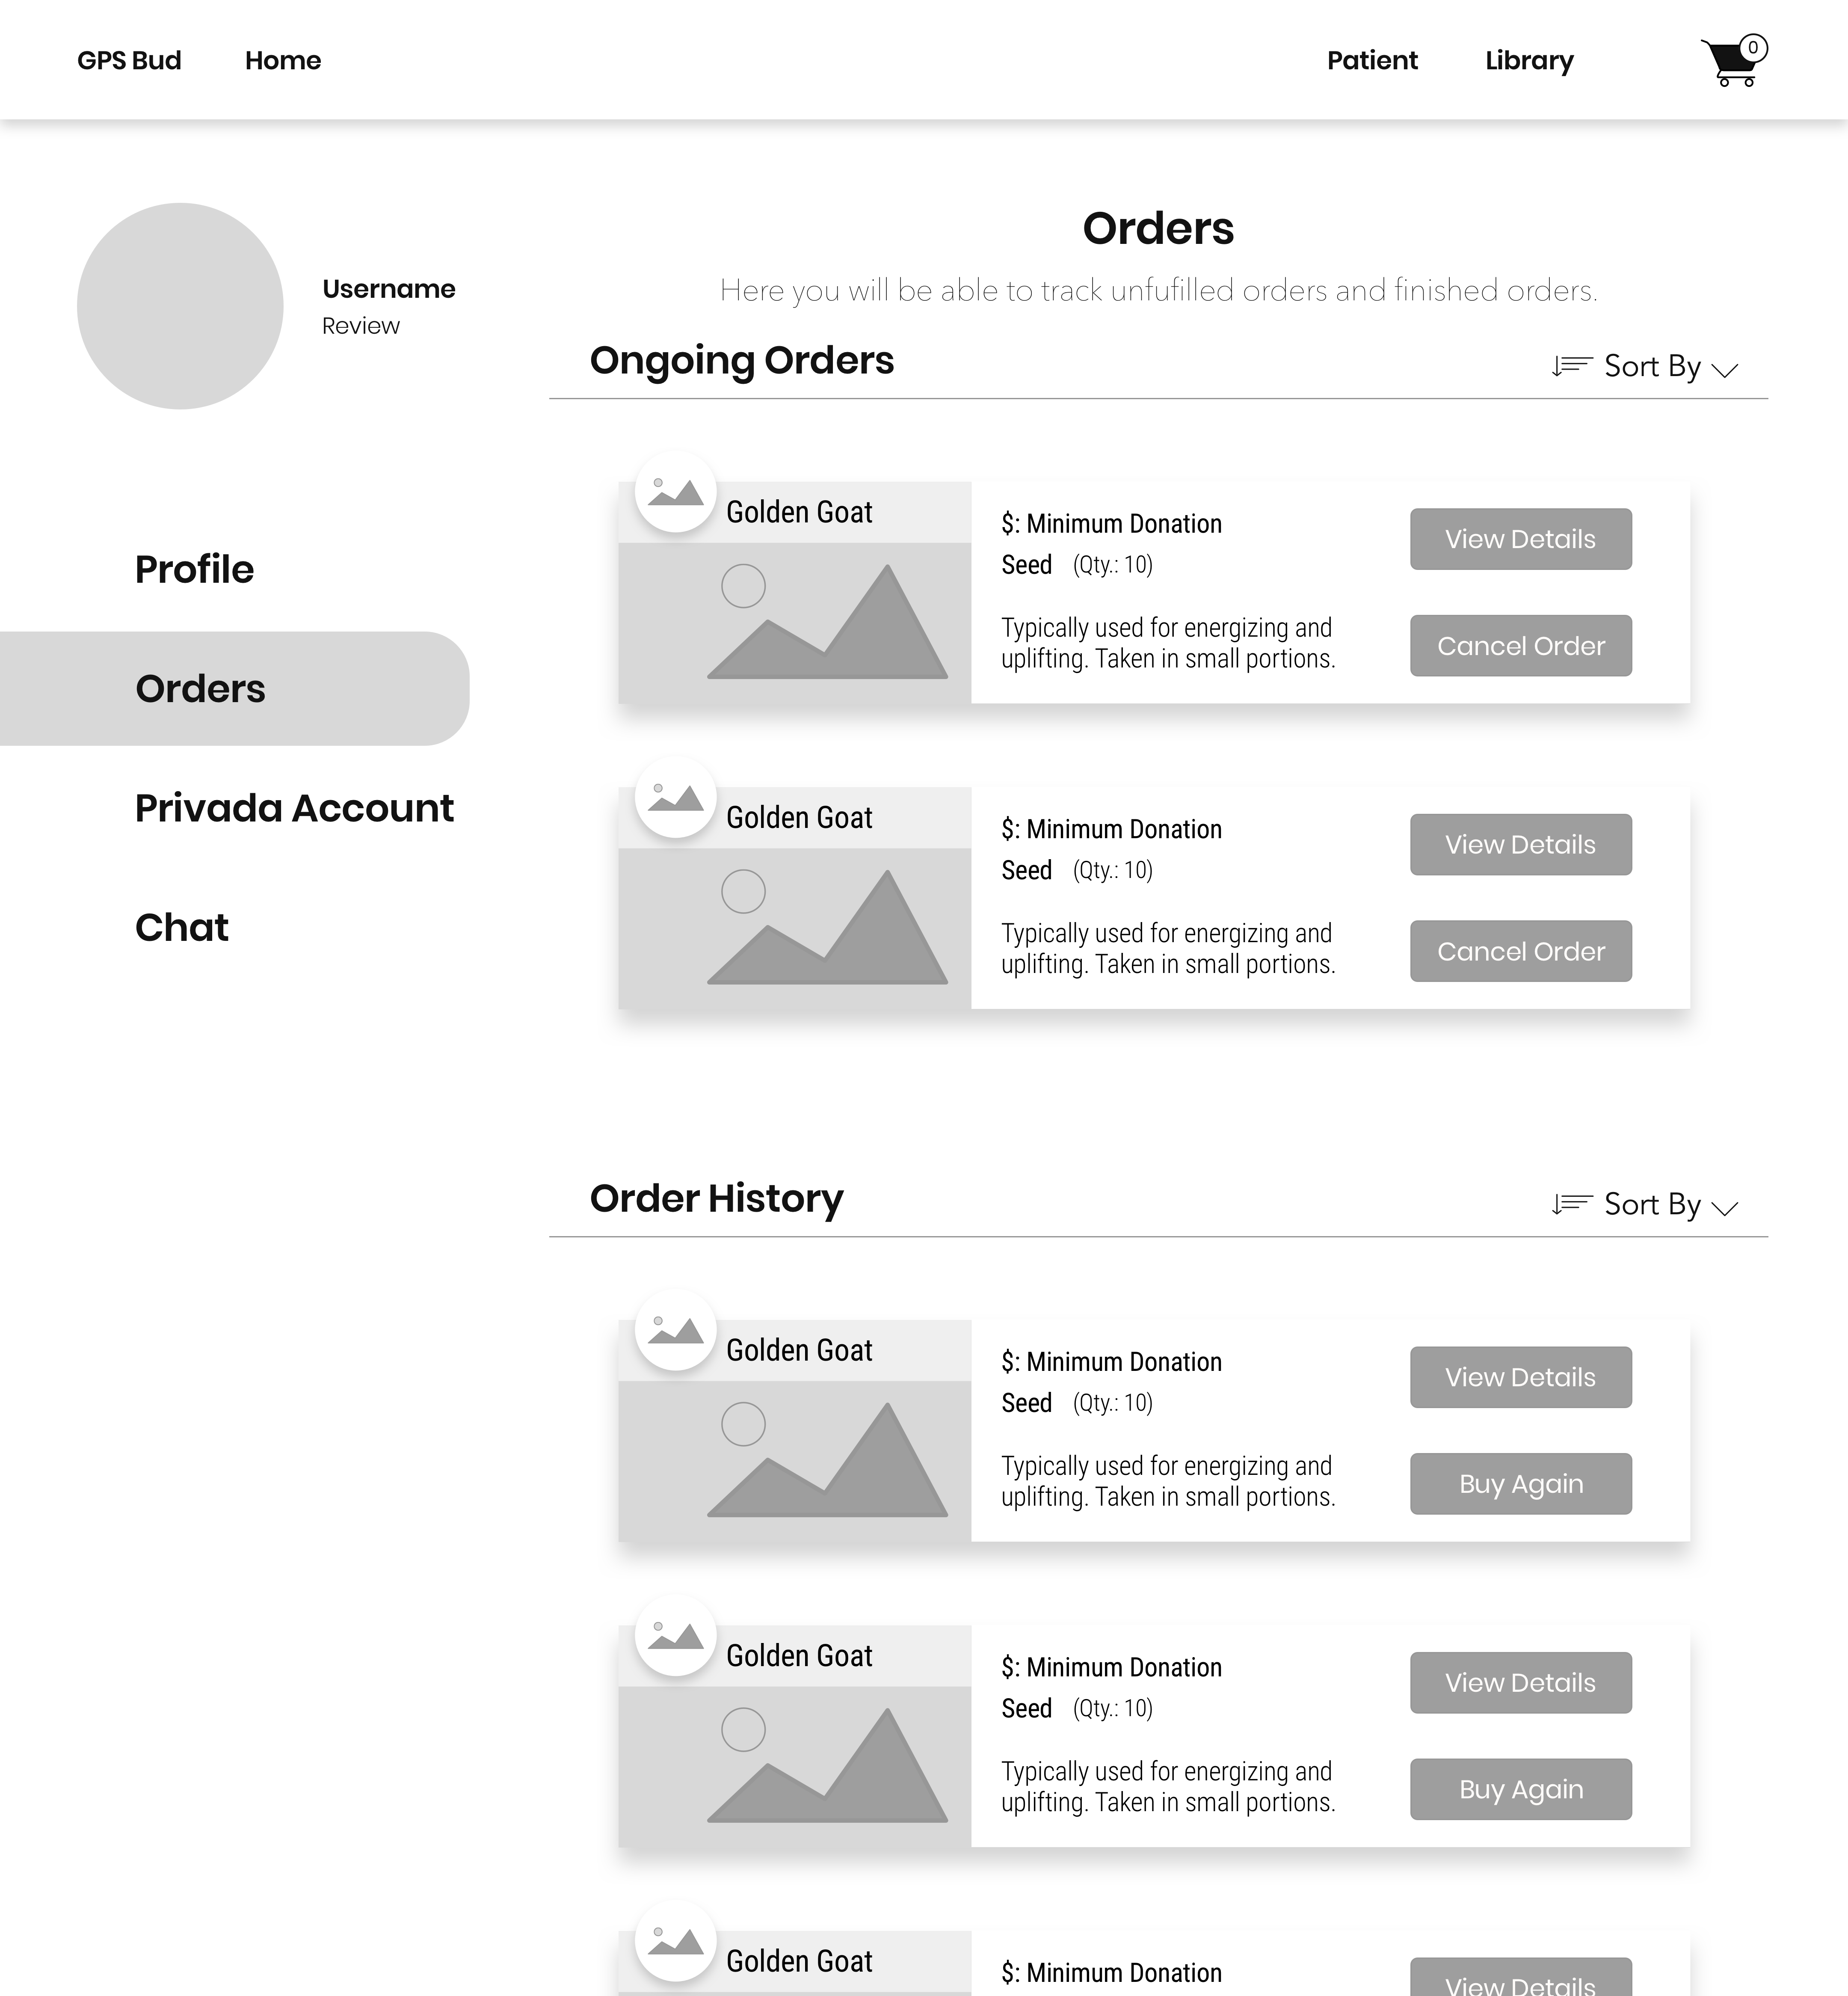 GPS Bud Home Patient Library 0
Orders
Here you will be able to track unfufilled orders and finished orders.
Username
Review
Ongoing Orders
Sort By
Profile
Orders
Privada Account
Chat
Golden Goat
$: Minimum Donation
Seed (Qty.: 10)
Typically used for energizing and
uplifting. Taken in small portions.
View Details
Cancel Order
Golden Goat
$: Minimum Donation
Seed (Qty.: 10)
Typically used for energizing and
uplifting. Taken in small portions.
View Details
Cancel Order
Order History
Sort By
Golden Goat
$: Minimum Donation
Seed (Qty.: 10)
Typically used for energizing and
uplifting. Taken in small portions.
View Details
Buy Again
Golden Goat
$: Minimum Donation
Seed (Qty.: 10)
Typically used for energizing and
uplifting. Taken in small portions.
View Details
Buy Again
Golden Goat
$: Minimum Donation
View Details